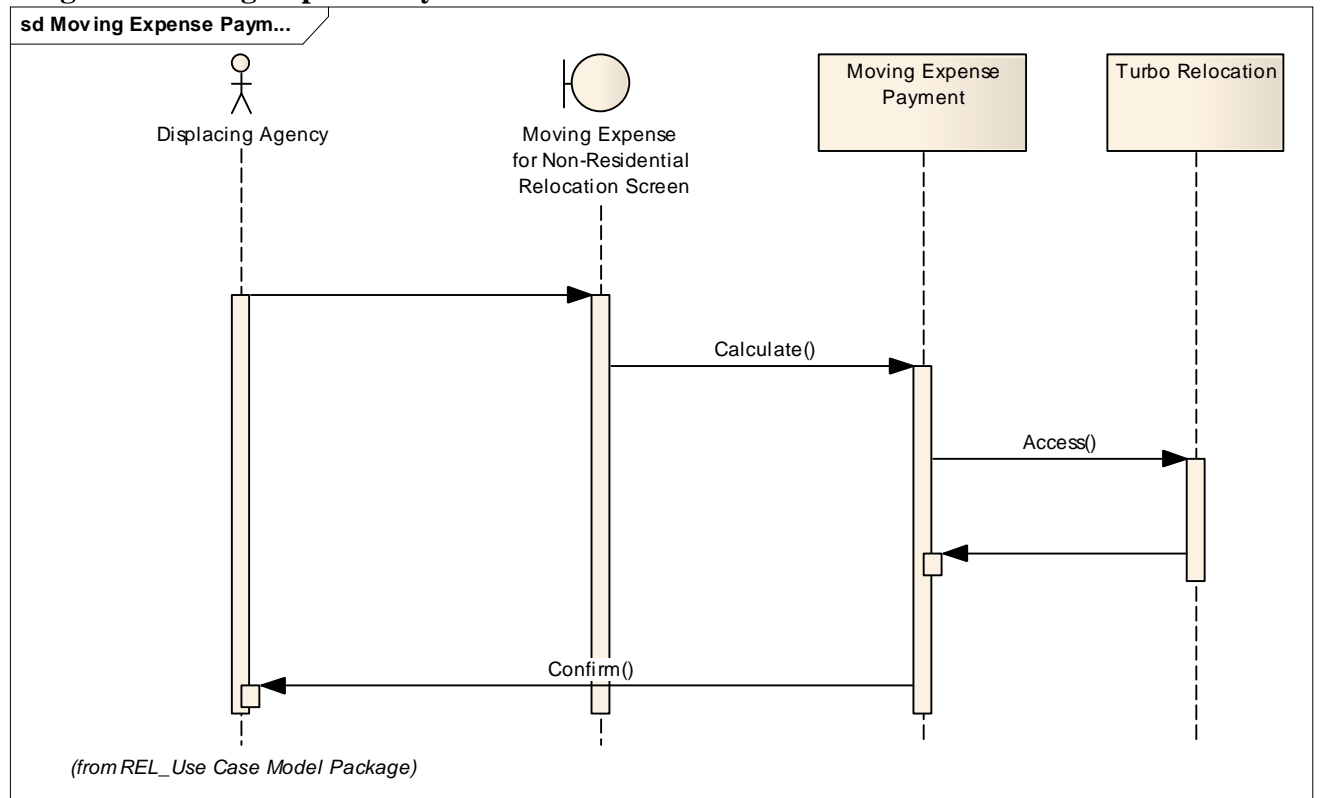 sd Moving Expense Paym...
Displacing Agency
Moving Expense
for Non-Residential
Relocation Screen
Moving Expense
Payment
Turbo Relocation
Calculate()
Access()
Confirm()
(from REL_Use Case Model Package)